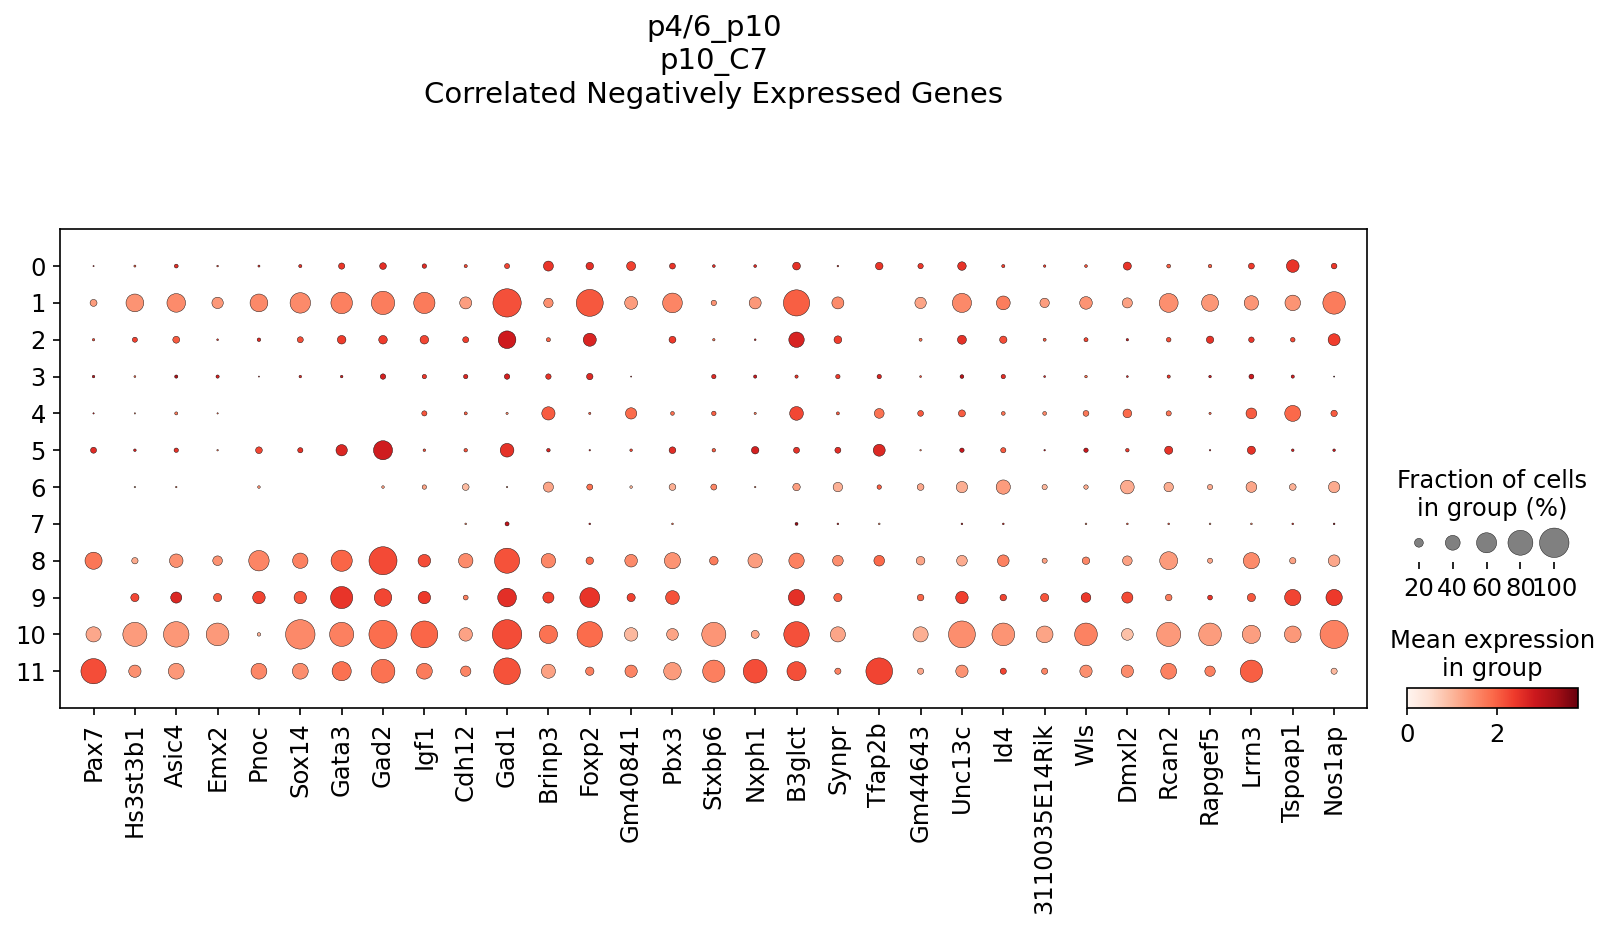 p4/6_p10
p10_C7
Correlated Negatively Expressed Genes
0
1
2
3
4
5
6
7
8
9
10
11
Pax7
Hs3st3b1
Asic4
Emx2
Pnoc
Sox14
Gata3
Gad2
Igf1
Cdh12
Gad1
Brinp3
Foxp2
Gm40841
Pbx3
Stxbp6
Nxph1
B3glct
Synpr
Tfap2b
Gm44643
Unc13c
Id4
3110035E14Rik
Wls
Dmxl2
Rcan2
Rapgef5
Lrrn3
Tspoap1
Nos1ap
Fraction of cells
in group (%)
20 40 60 80 100
Mean expression
in group
0 2